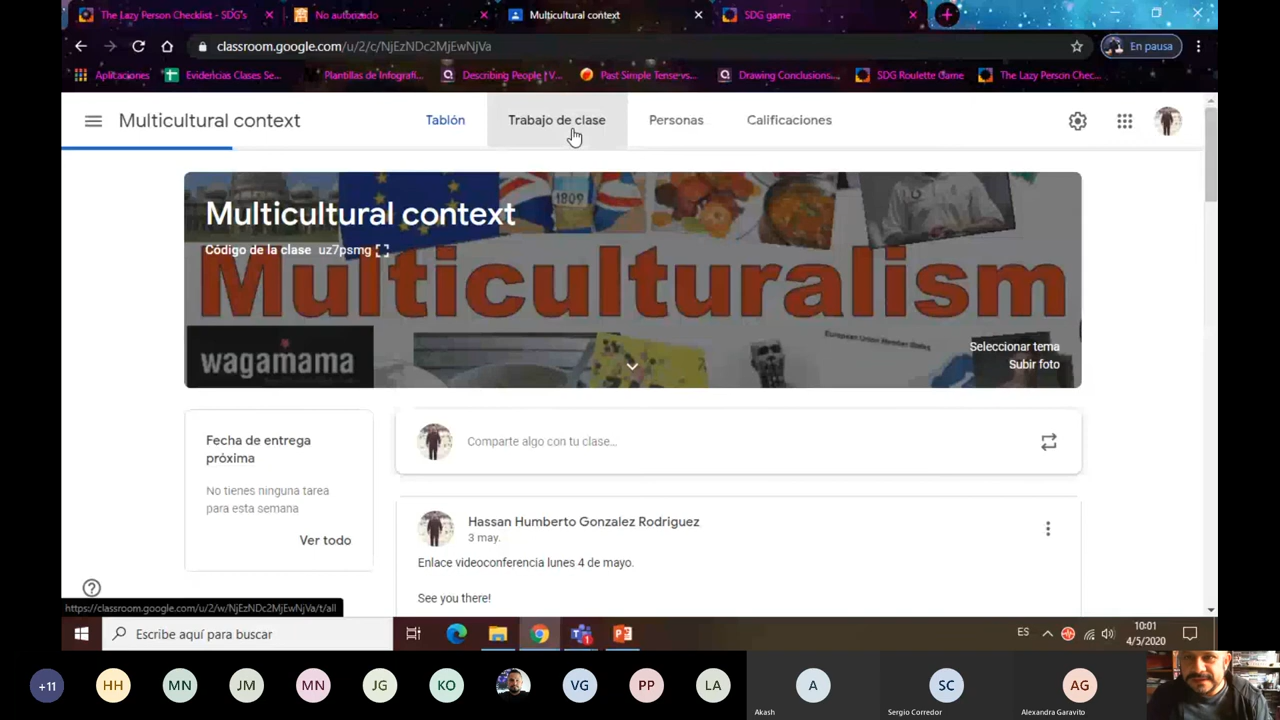 The Lazy Person Checklist - SDG's
No autorizado
Multicultural context
SDG game
classroom.google.com/u/2/c/NjEzNDc2MjEwNjVa
En pausa
Aplicaciones
Evidencias Clases Se...
Plantillas de Infografi...
Describing People | V...
Past Simple Tense vs...
Drawing Conclusions,...
SDG Roulette Game
The Lazy Person Chec...
Multicultural context
Tablón
Trabajo de clase
Personas
Calificaciones
1809
Multicultural context
Código de la clase uz7psmg
Multiculturalism
European Union Member States
wagamama
Seleccionar tema
Subir foto
Fecha de entrega
próxima
No tienes ninguna tarea
para esta semana
Ver todo
Comparte algo con tu clase...
Hassan Humberto Gonzalez Rodriguez
3 may.
Enlace videoconferencia lunes 4 de mayo.
See you there!
https://classroom.google.com/u/2/w/NjEzNDc2MjEwNjVa/t/all
Escribe aquí para buscar
ES
10:01
4/5/2020
+11
HH
MN
JM
MN
JG
KO
VG
PP
LA
A
Akash
SC
Sergio Corredor
AG
Alexandra Garavito